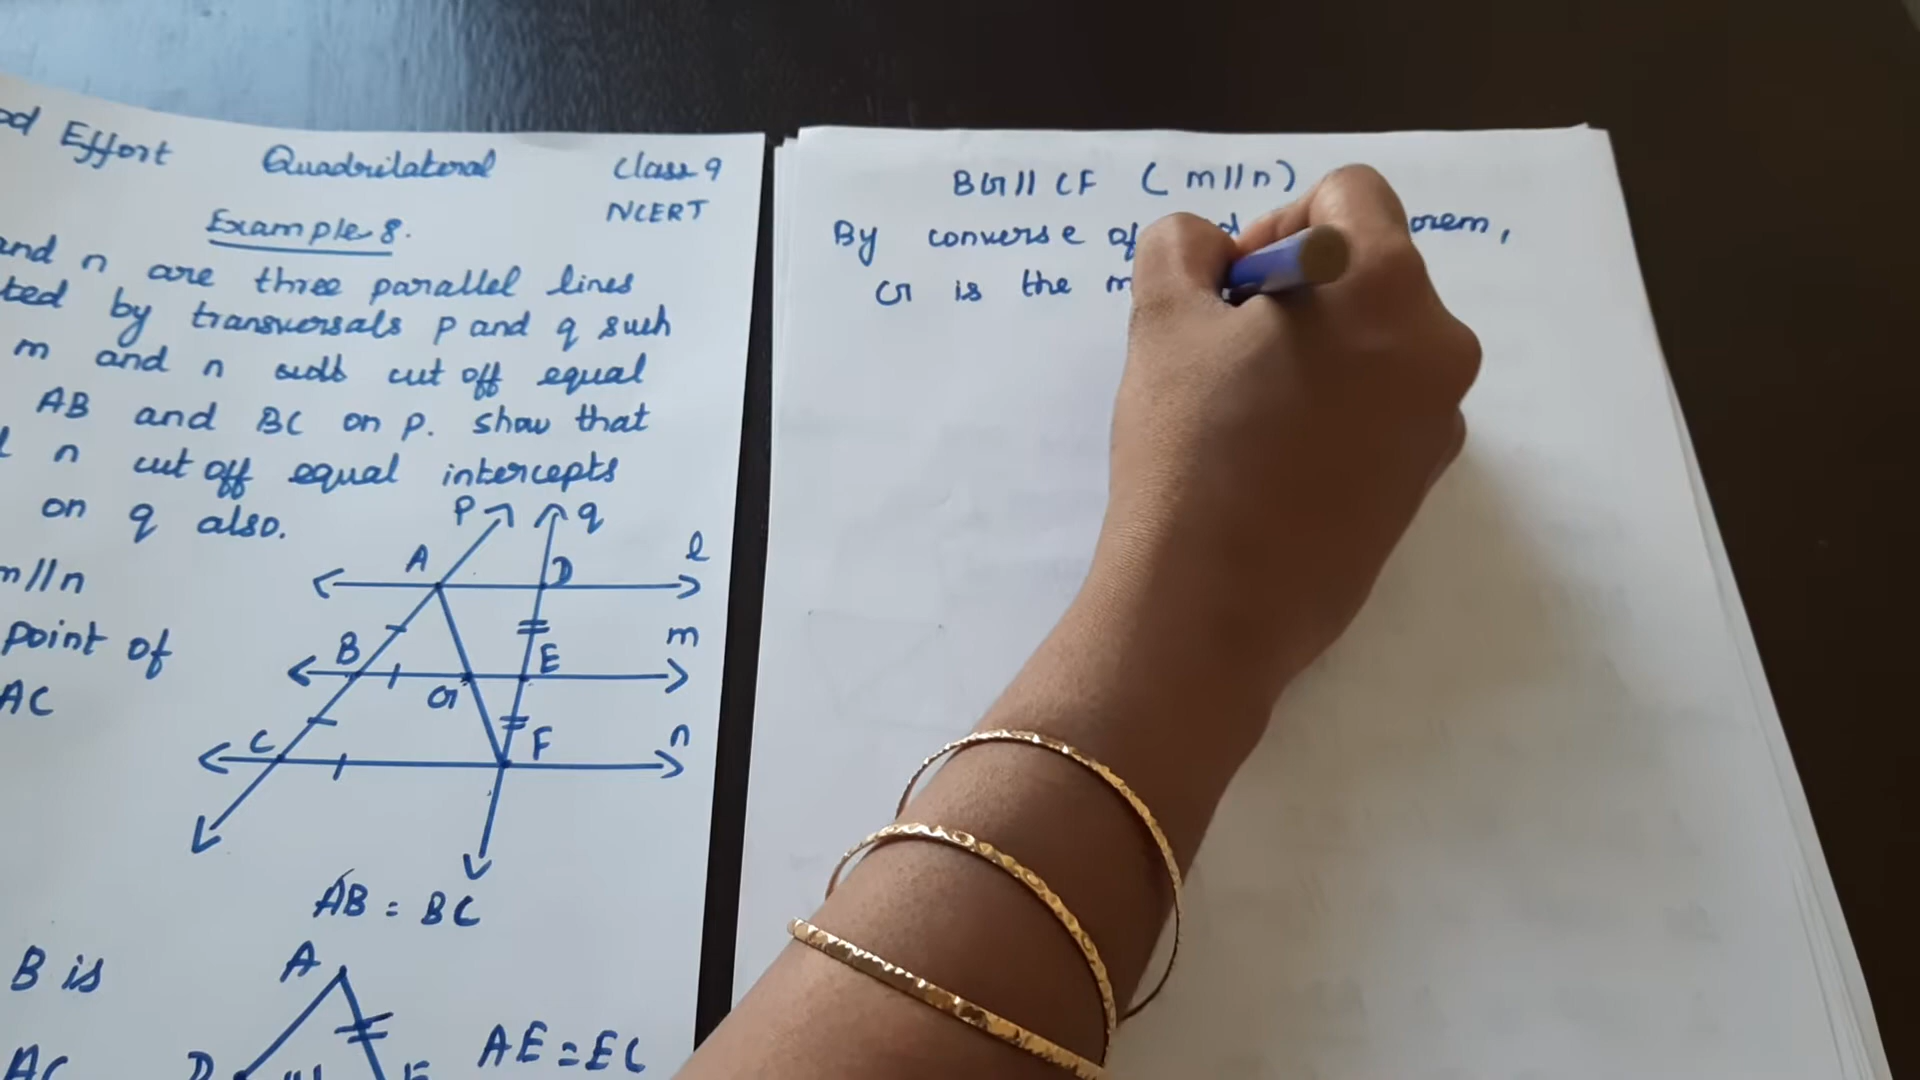 Effort Quadrilateral Class 9
NCERT
Example 8.
and n are three parallel lines
by transversals p and q such
m and n cut off equal
AB and BC on p. show that
n cut off equal intercepts
on q also.
m//n
point of
AC
P q
A D l
B G E m
C F n
AB = BC
B is
AC
A
D E
AE = EC
BG // CF (m//n)
By converse of
G is the